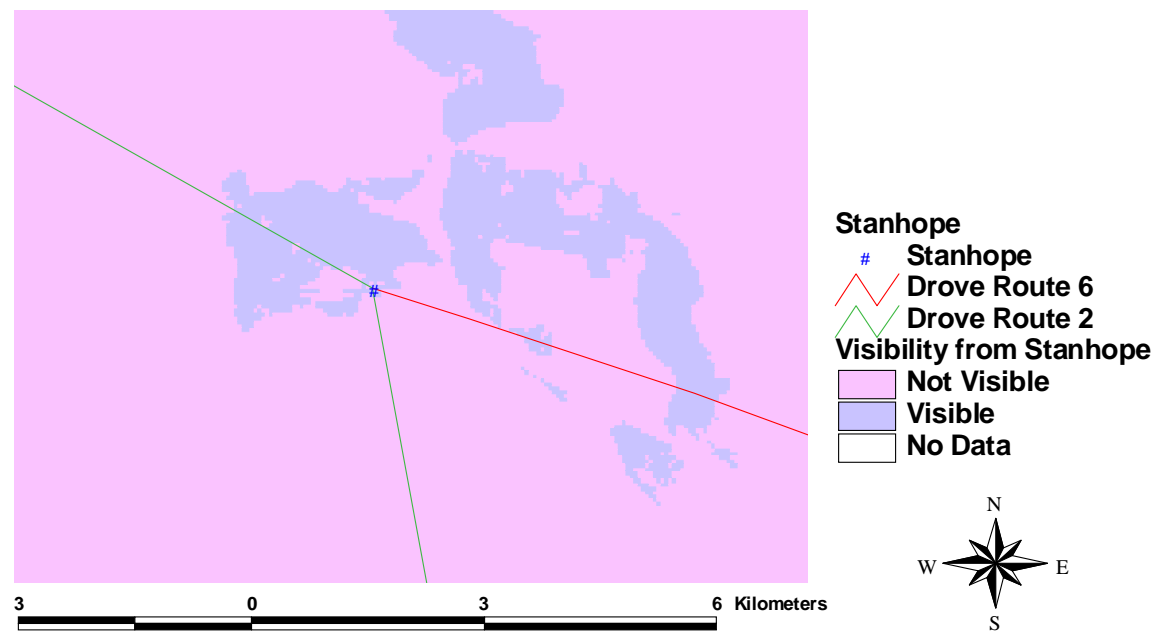 #
Stanhope
# Stanhope
Drove Route 6
Drove Route 2
Visibility from Stanhope
Not Visible
Visible
No Data
N
W E
S
3 0 3 6 Kilometers